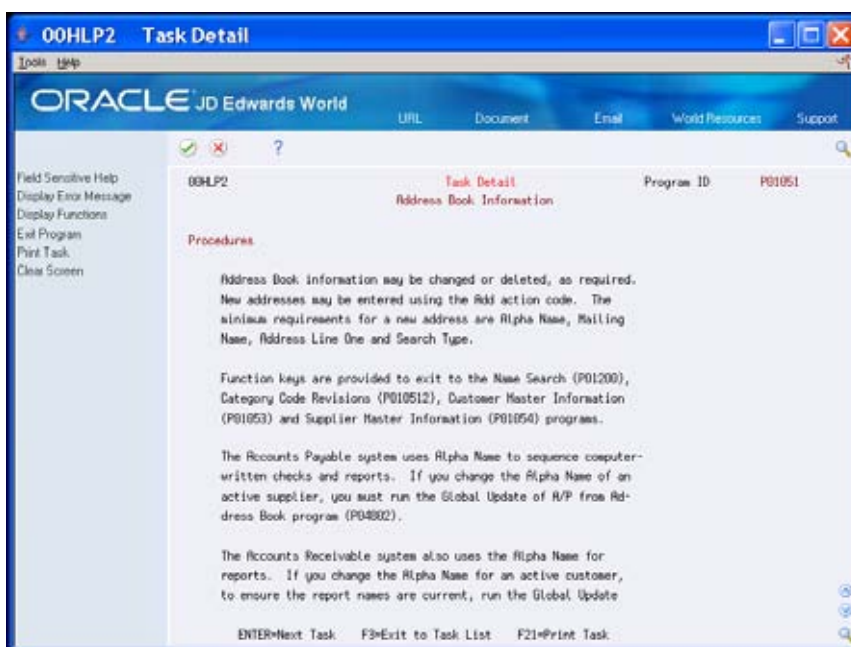 00HLP2 Task Detail
Tools Help
ORACLE JD Edwards World
URL Document Email World Resources Support
?
Field Sensitive Help
Display Error Message
Display Functions
Exit Program
Print Task
Clear Screen
00HLP2 Task Detail Program ID P01051
Address Book Information
Procedures
Address Book information may be changed or deleted, as required.
New addresses may be entered using the Add action code. The
minimum requirements for a new address are Alpha Name, Mailing
Name, Address Line One and Search Type.
Function keys are provided to exit to the Name Search (P01200),
Category Code Revisions (P010512), Customer Master Information
(P01053) and Supplier Master Information (P01054) programs.
The Accounts Payable system uses Alpha Name to sequence computer-
written checks and reports. If you change the Alpha Name of an
active supplier, you must run the Global Update of A/P from Ad-
dress Book program (P04802).
The Accounts Receivable system also uses the Alpha Name for
reports. If you change the Alpha Name for an active customer,
to ensure the report names are current, run the Global Update
ENTER=Next Task F3=Exit to Task List F21=Print Task